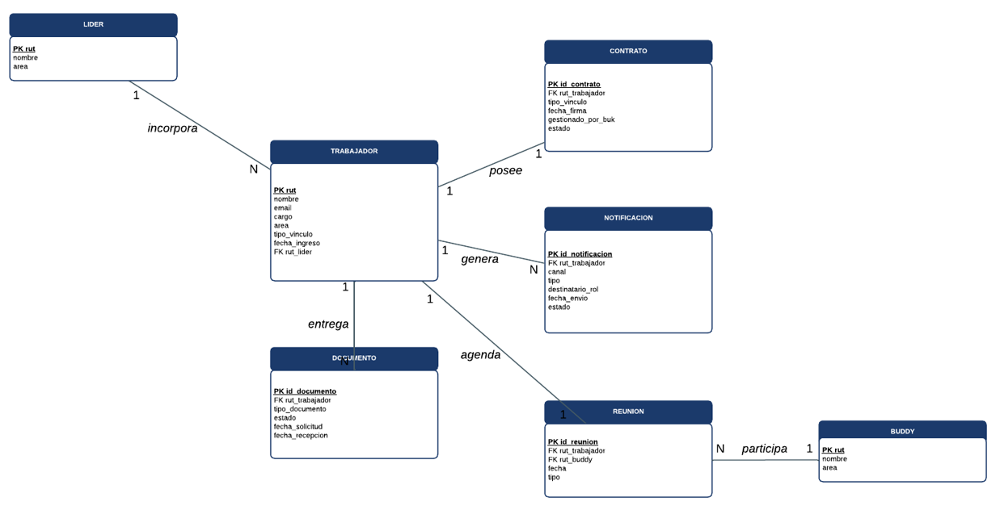 LIDER
PK rut
nombre
area
1
incorpora
N
TRABAJADOR
PK rut
nombre
email
cargo
area
tipo_vinculo
fecha_ingreso
FK rut_lider
1
posee
1
CONTRATO
PK id_contrato
FK rut_trabajador
tipo_vinculo
fecha_firma
gestionado_por_buk
estado
1
genera
N
NOTIFICACION
PK id_notificacion
FK rut_trabajador
canal
tipo
destinatario_rol
fecha_envio
estado
1
entrega
N
DOCUMENTO
PK id_documento
FK rut_trabajador
tipo_documento
estado
fecha_solicitud
fecha_recepcion
1
agenda
1
REUNION
PK id_reunion
FK rut_trabajador
FK rut_buddy
fecha
tipo
N
participa
1
BUDDY
PK rut
nombre
area